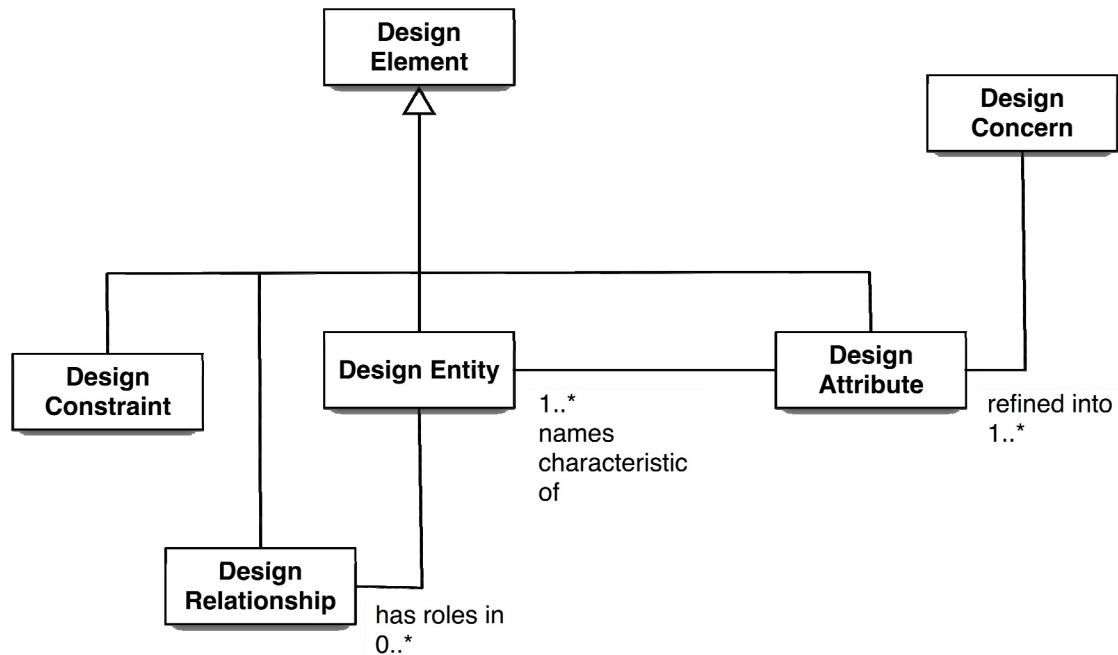 Design
Element
Design
Concern
Design
Constraint
Design Entity
Design
Attribute
1..*
names
characteristic
of
refined into
1..*
Design
Relationship
has roles in
0..*